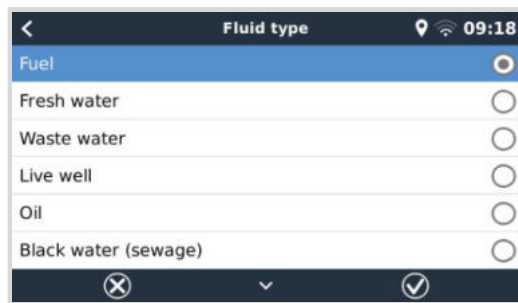 Fluid type 09:18
Fuel
Fresh water
Waste water
Live well
Oil
Black water (sewage)